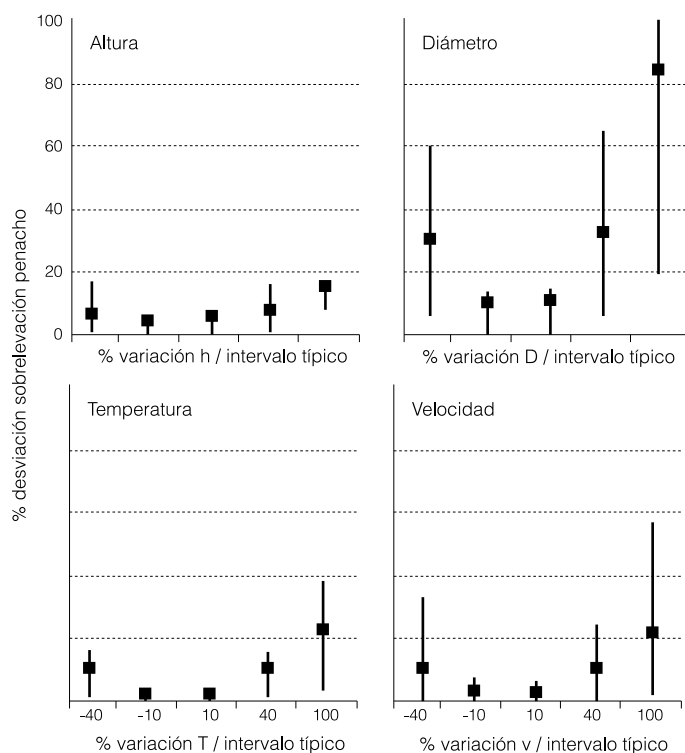 % desviación sobrelevación penacho
100
80
60
40
20
0
Altura
% variación h / intervalo típico
Diámetro
% variación D / intervalo típico
Temperatura
-40 -10 10 40 100
% variación T / intervalo típico
Velocidad
-40 -10 10 40 100
% variación v / intervalo típico